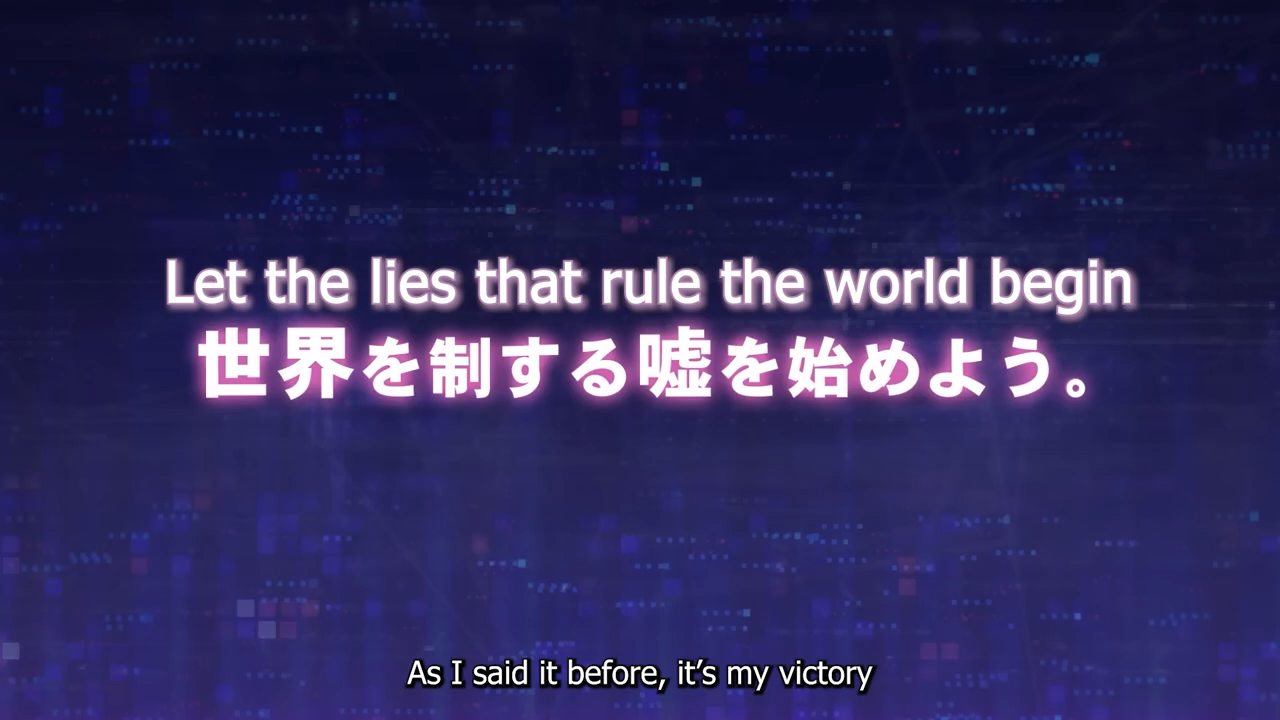 Let the lies that rule the world begin
世界を制する嘘を始めよう。
As I said it before, it’s my victory